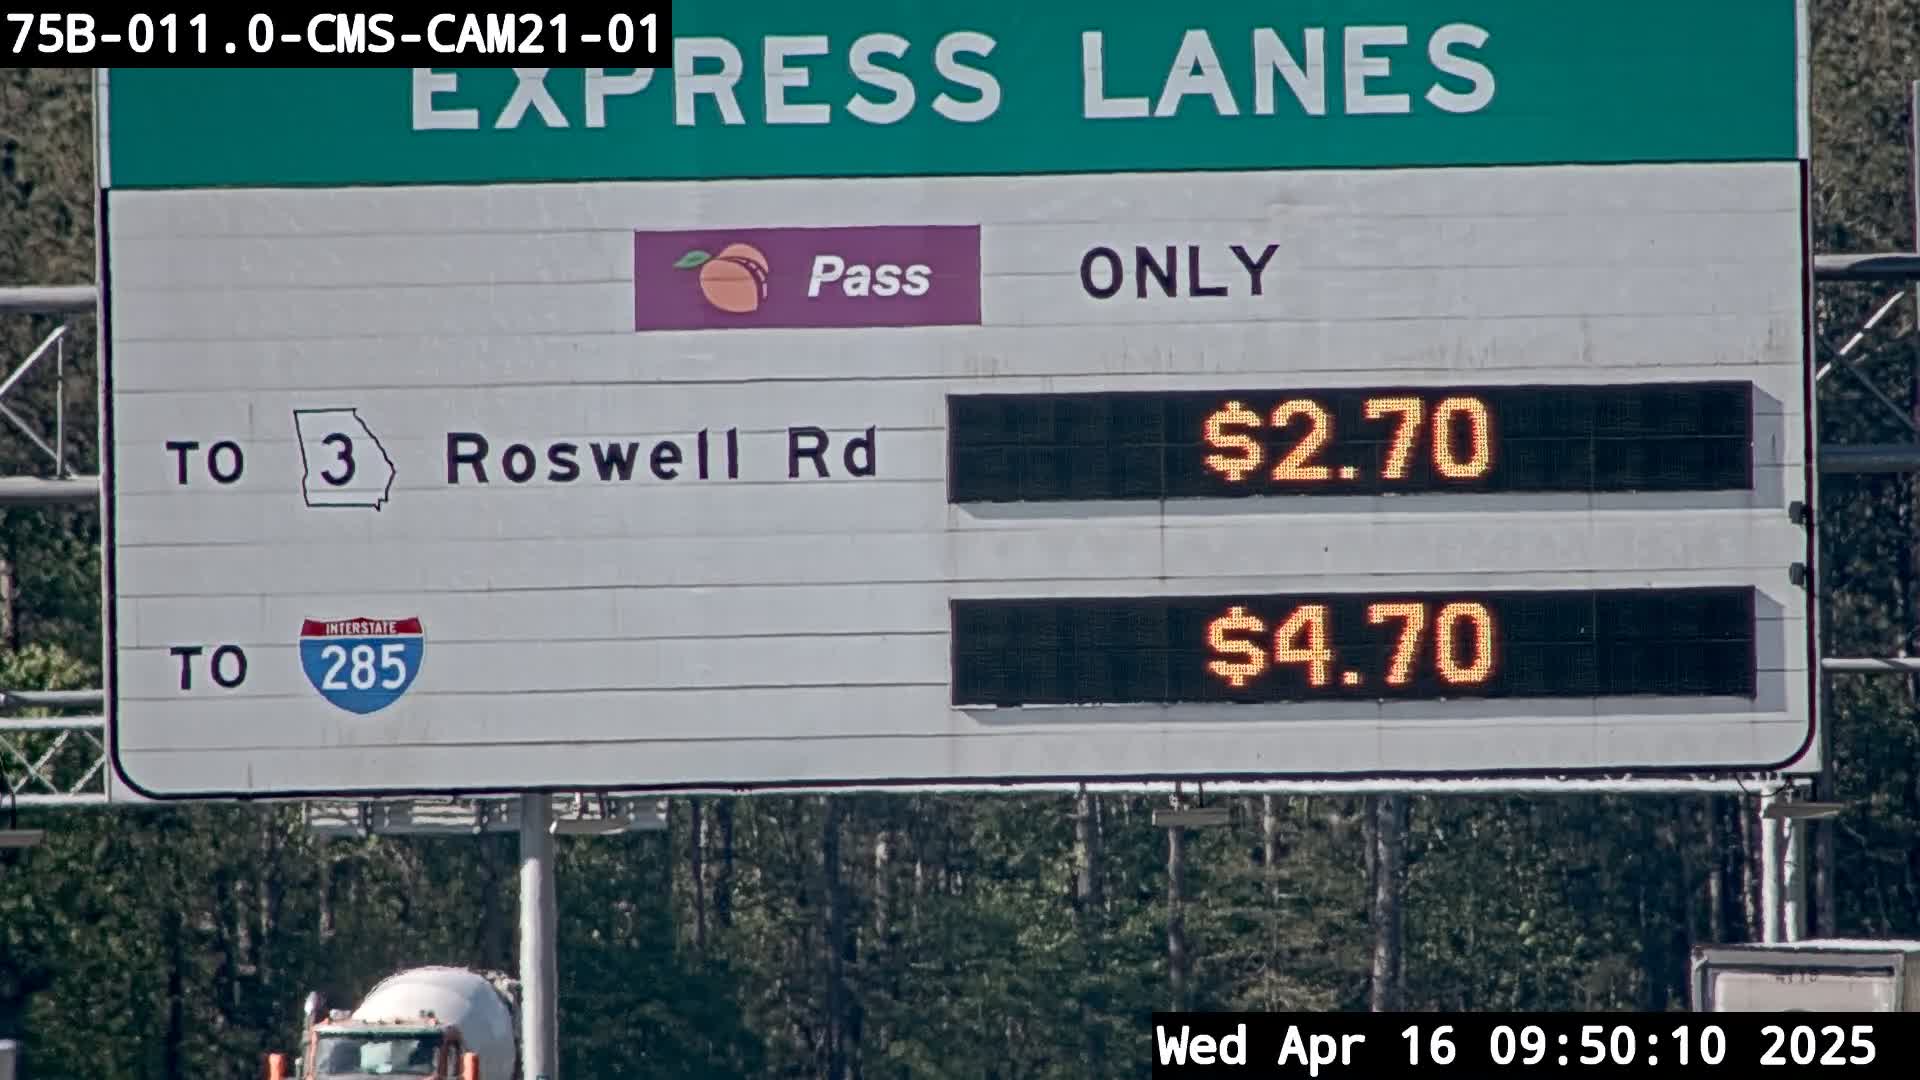 75B-011.0-CMS-CAM21-01
EXPRESS LANES
Pass ONLY
TO 3 Roswell Rd $2.70
TO INTERSTATE 285 $4.70
Wed Apr 16 09:50:10 2025